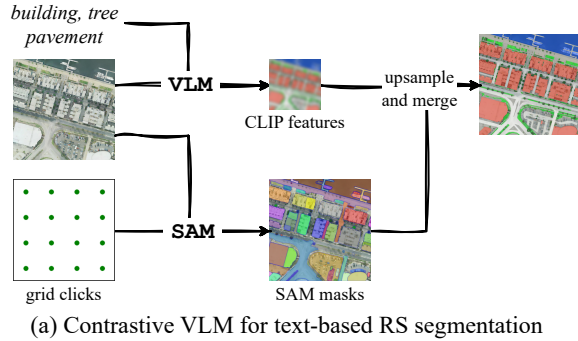 building, tree
pavement
VLM
CLIP features
upsample
and merge
SAM
grid clicks
SAM masks
(a) Contrastive VLM for text-based RS segmentation